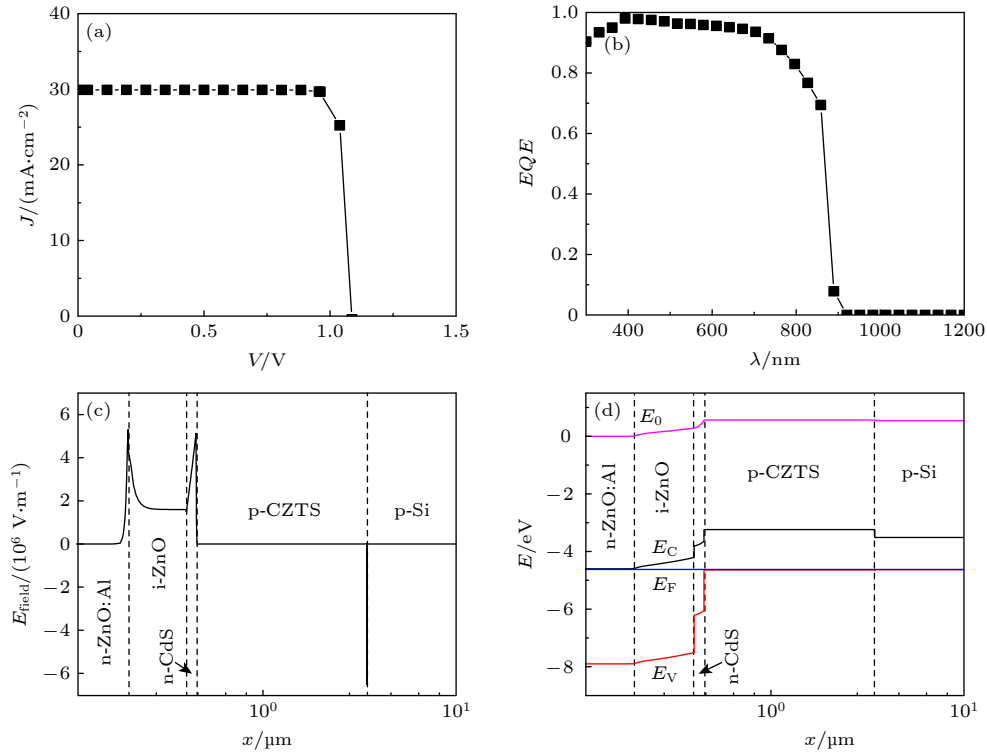 (a)
40
30
20
10
0
J/(mA·cm⁻²)
0
0.5
1.0
1.5
V/V
(b)
1.0
0.8
0.6
0.4
0.2
0
EQE
400
600
800
1000
1200
λ/nm
(c)
6
4
2
0
−2
−4
−6
E_field/(10⁶ V·m⁻¹)
n-ZnO:Al
i-ZnO
n-CdS
p-CZTS
p-Si
10⁰
10¹
x/µm
(d)
0
−2
−4
−6
−8
E/eV
E₀
n-ZnO:Al
i-ZnO
p-CZTS
p-Si
E_C
E_F
E_V
n-CdS
10⁰
10¹
x/µm